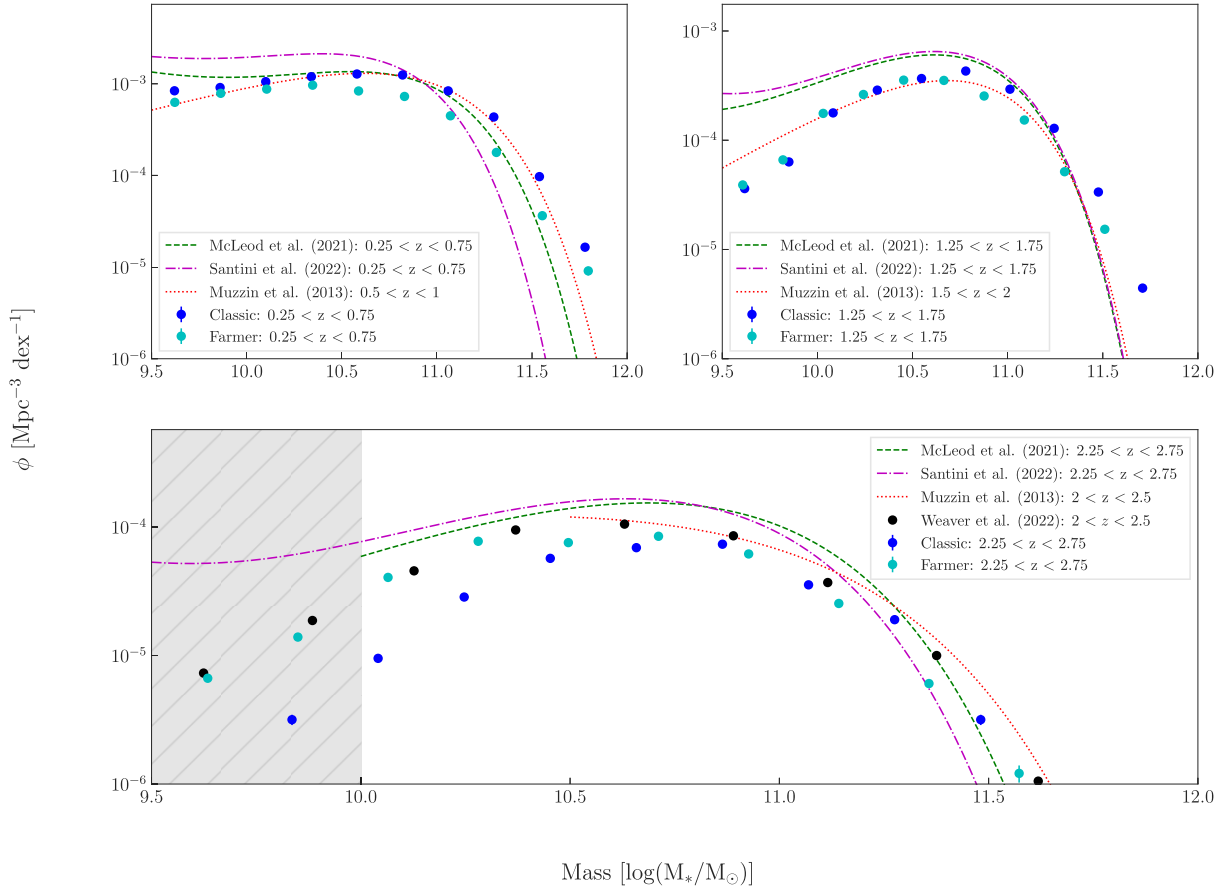 10⁻³
10⁻⁴
10⁻⁵
10⁻⁶
9.5 10.0 10.5 11.0 11.5 12.0
McLeod et al. (2021): 0.25 < z < 0.75
Santini et al. (2022): 0.25 < z < 0.75
Muzzin et al. (2013): 0.5 < z < 1
Classic: 0.25 < z < 0.75
Farmer: 0.25 < z < 0.75
10⁻³
10⁻⁴
10⁻⁵
10⁻⁶
9.5 10.0 10.5 11.0 11.5 12.0
McLeod et al. (2021): 1.25 < z < 1.75
Santini et al. (2022): 1.25 < z < 1.75
Muzzin et al. (2013): 1.5 < z < 2
Classic: 1.25 < z < 1.75
Farmer: 1.25 < z < 1.75
ϕ [Mpc⁻³ dex⁻¹]
10⁻⁴
10⁻⁵
10⁻⁶
9.5 10.0 10.5 11.0 11.5 12.0
McLeod et al. (2021): 2.25 < z < 2.75
Santini et al. (2022): 2.25 < z < 2.75
Muzzin et al. (2013): 2 < z < 2.5
Weaver et al. (2022): 2 < z < 2.5
Classic: 2.25 < z < 2.75
Farmer: 2.25 < z < 2.75
Mass [log(M∗/M⊙)]